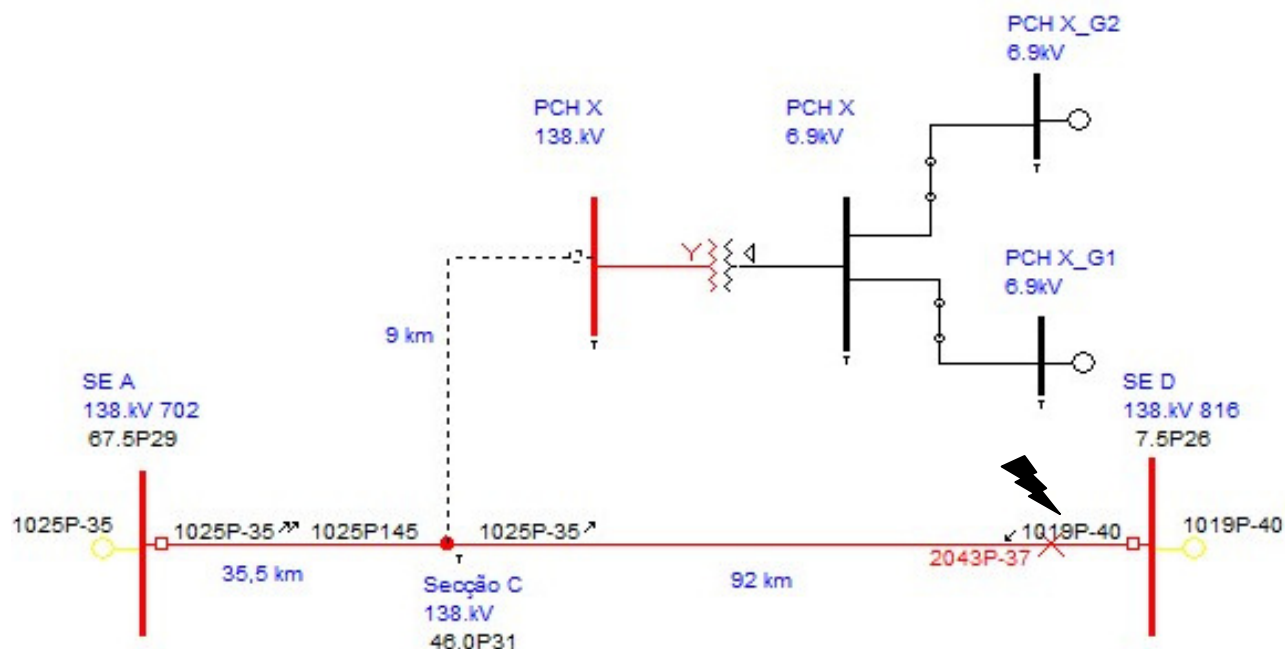 PCH X_G2
6.9kV
PCH X
138.kV
PCH X
6.9kV
PCH X_G1
6.9kV
9 km
SE A
138.kV 702
67.5P29
SE D
138.kV 816
7.5P26
1025P-35
1025P-35
1025P145
1025P-35
1019P-40
1019P-40
2043P-37
35,5 km
92 km
Secção C
138.kV
46.0P31